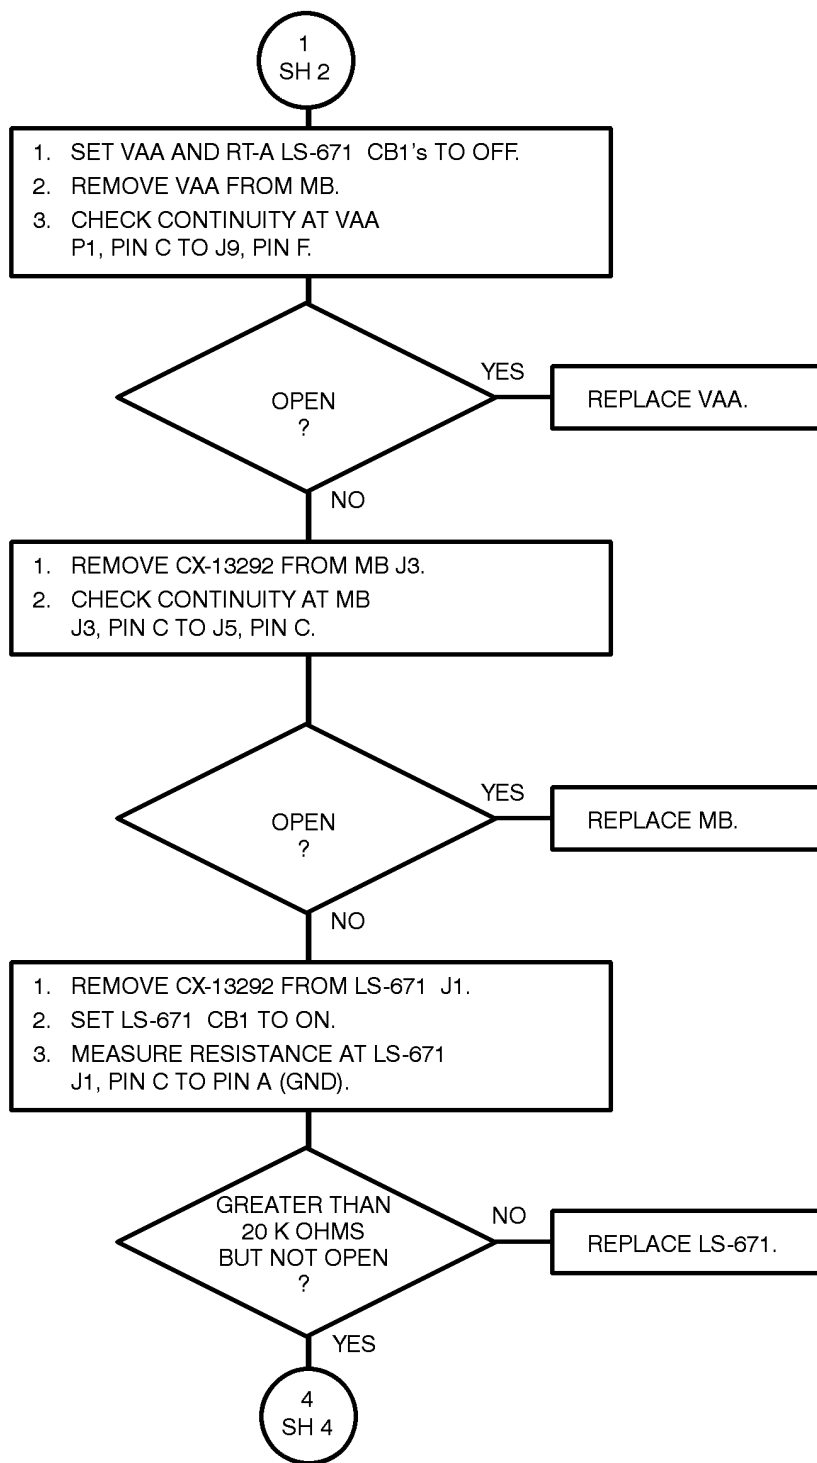 1
SH 2
1. SET VAA AND RT-A LS-671 CB1's TO OFF.
2. REMOVE VAA FROM MB.
3. CHECK CONTINUITY AT VAA
P1, PIN C TO J9, PIN F.
OPEN
?
YES
REPLACE VAA.
NO
1. REMOVE CX-13292 FROM MB J3.
2. CHECK CONTINUITY AT MB
J3, PIN C TO J5, PIN C.
OPEN
?
YES
REPLACE MB.
NO
1. REMOVE CX-13292 FROM LS-671 J1.
2. SET LS-671 CB1 TO ON.
3. MEASURE RESISTANCE AT LS-671
J1, PIN C TO PIN A (GND).
GREATER THAN
20 K OHMS
BUT NOT OPEN
?
NO
REPLACE LS-671.
YES
4
SH 4